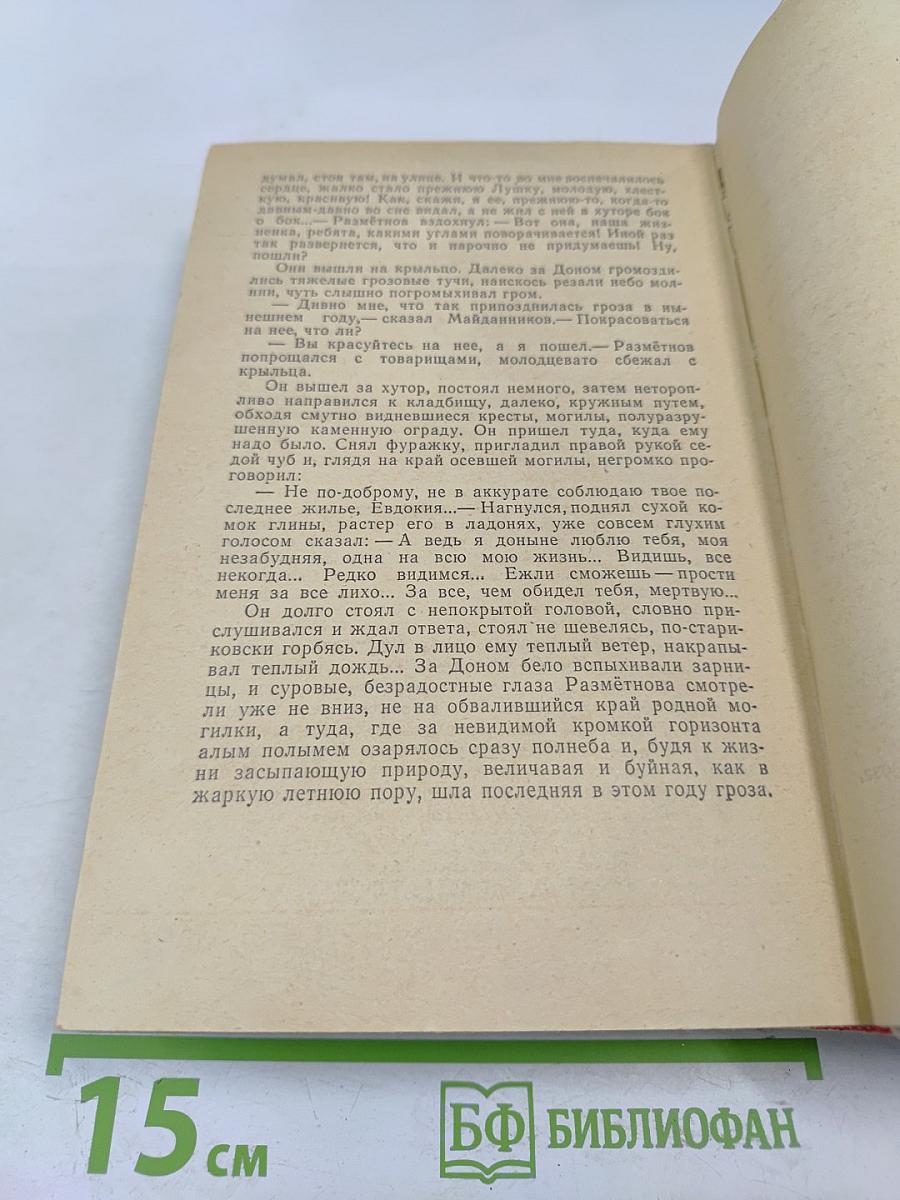 думал, стоя там, на улице. И что-то во мне воспечалилось
сердце, жалко стало прежнюю Лушку, молодую, хлест-
кую, красивую! Как, скажи, я ее, прежнюю-то, когда-то
давным-давно во сне видал, а не жил с ней в хуторе бок
о бок...— Размётнов вздохнул: — Вот она, наша жиз-
ненка, ребята, какими углами поворачивается! Иной раз
так развернется, что и нарочно не придумаешь! Ну,
пошли?
Они вышли на крыльцо. Далеко за Доном громозди-
лись тяжелые грозовые тучи, наискось резали небо мол-
нии, чуть слышно погромыхивал гром.
— Дивно мне, что так припозднилась гроза в ны-
нешнем году,— сказал Майданников.— Покрасоваться
на нее, что ли?
— Вы красуйтесь на нее, а я пошел.— Размётнов
попрощался с товарищами, молодцевато сбежал с
крыльца.
Он вышел за хутор, постоял немного, затем нетороп-
ливо направился к кладбищу, далеко, кружным путем,
обходя смутно видневшиеся кресты, могилы, полуразру-
шенную каменную ограду. Он пришел туда, куда ему
надо было. Снял фуражку, пригладил правой рукой се-
дой чуб и, глядя на край осевшей могилы, негромко про-
говорил:
— Не по-доброму, не в аккурате соблюдаю твое по-
следнее жилье, Евдокия...— Нагнулся, поднял сухой ко-
мок глины, растер его в ладонях, уже совсем глухим
голосом сказал: — А ведь я доныне люблю тебя, моя
незабудняя, одна на всю мою жизнь... Видишь, все
некогда... Редко видимся... Ежли сможешь — прости
меня за все лихо... За все, чем обидел тебя, мертвую...
Он долго стоял с непокрытой головой, словно при-
слушивался и ждал ответа, стоял не шевелясь, по-стари-
ковски горбясь. Дул в лицо ему теплый ветер, накрапы-
вал теплый дождь... За Доном бело вспыхивали зарни-
цы, и суровые, безрадостные глаза Размётнова смотре-
ли уже не вниз, не на обвалившийся край родной мо-
гилки, а туда, где за невидимой кромкой горизонта
алым полымем озарялось сразу полнеба и, будя к жиз-
ни засыпающую природу, величавая и буйная, как в
жаркую летнюю пору, шла последняя в этом году гроза.
15 см
БФ БИБЛИОФАН